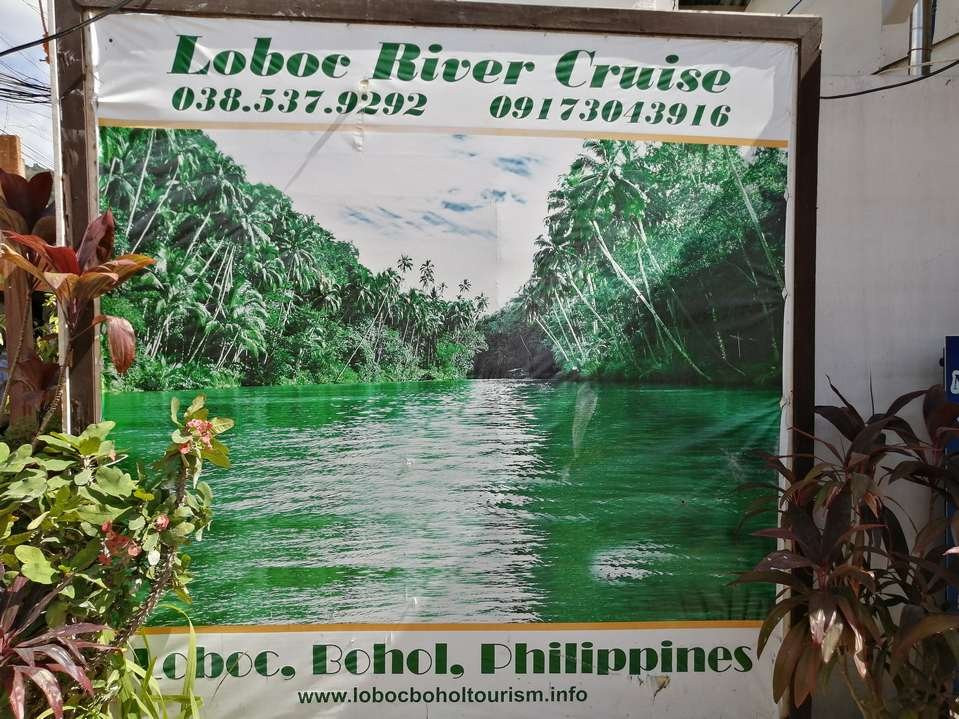 Loboc River Cruise
038.537.9292 09173043916
Loboc, Bohol, Philippines
www.lobocboholtourism.info